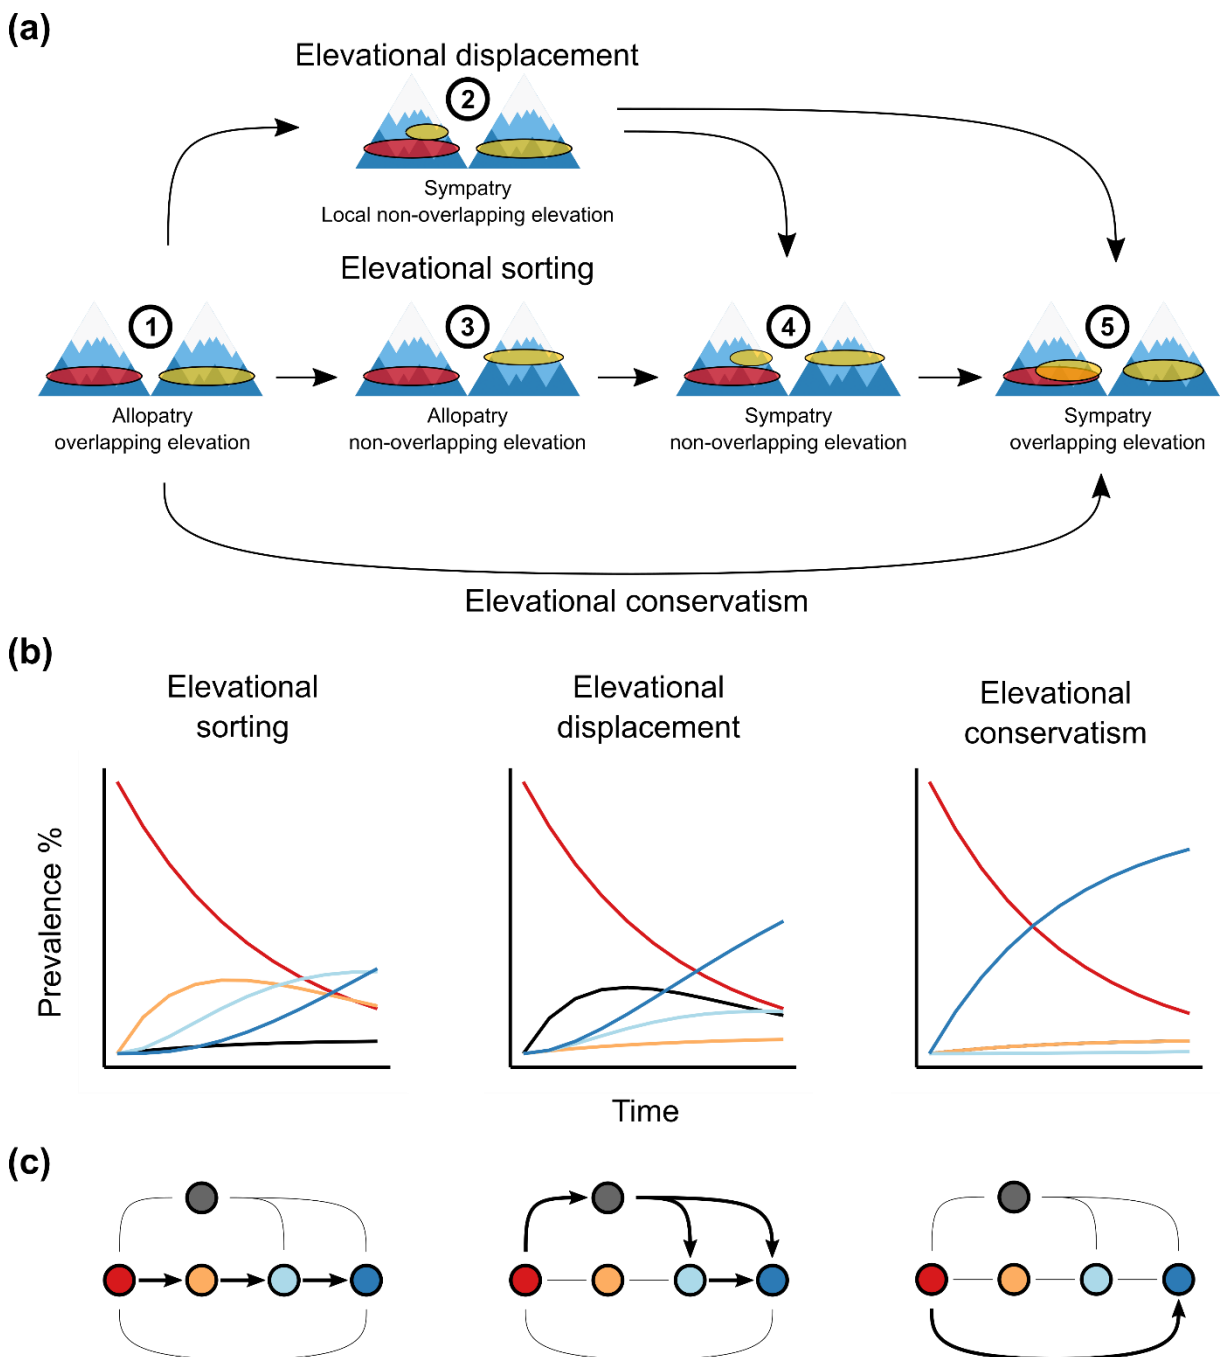 (a)
Elevational displacement
2
Sympatry
Local non-overlapping elevation
Elevational sorting
1
3
4
5
Allopatry
overlapping elevation
Allopatry
non-overlapping elevation
Sympatry
non-overlapping elevation
Sympatry
overlapping elevation
Elevational conservatism
(b)
Elevational
sorting
Elevational
displacement
Elevational
conservatism
Prevalence %
Time
(c)